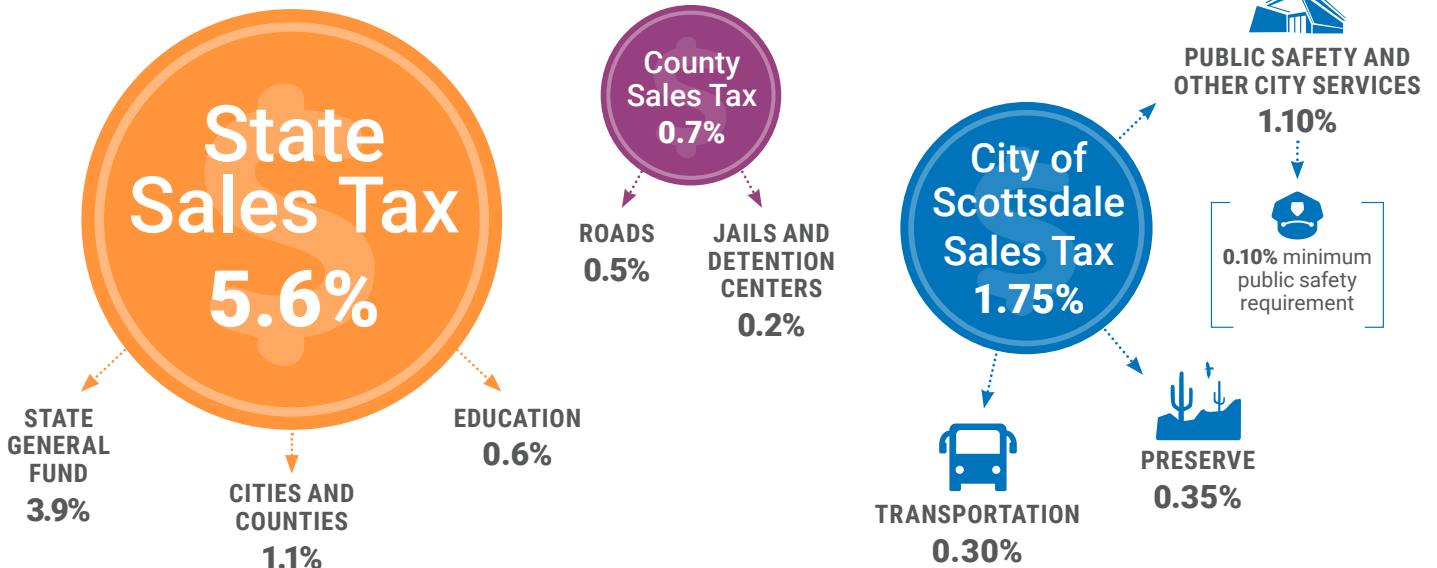 State
Sales Tax
5.6%
STATE
GENERAL
FUND
3.9%
CITIES AND
COUNTIES
1.1%
EDUCATION
0.6%
County
Sales Tax
0.7%
ROADS
0.5%
JAILS AND
DETENTION
CENTERS
0.2%
City of
Scottsdale
Sales Tax
1.75%
PUBLIC SAFETY AND
OTHER CITY SERVICES
1.10%
0.10% minimum
public safety
requirement
TRANSPORTATION
0.30%
PRESERVE
0.35%